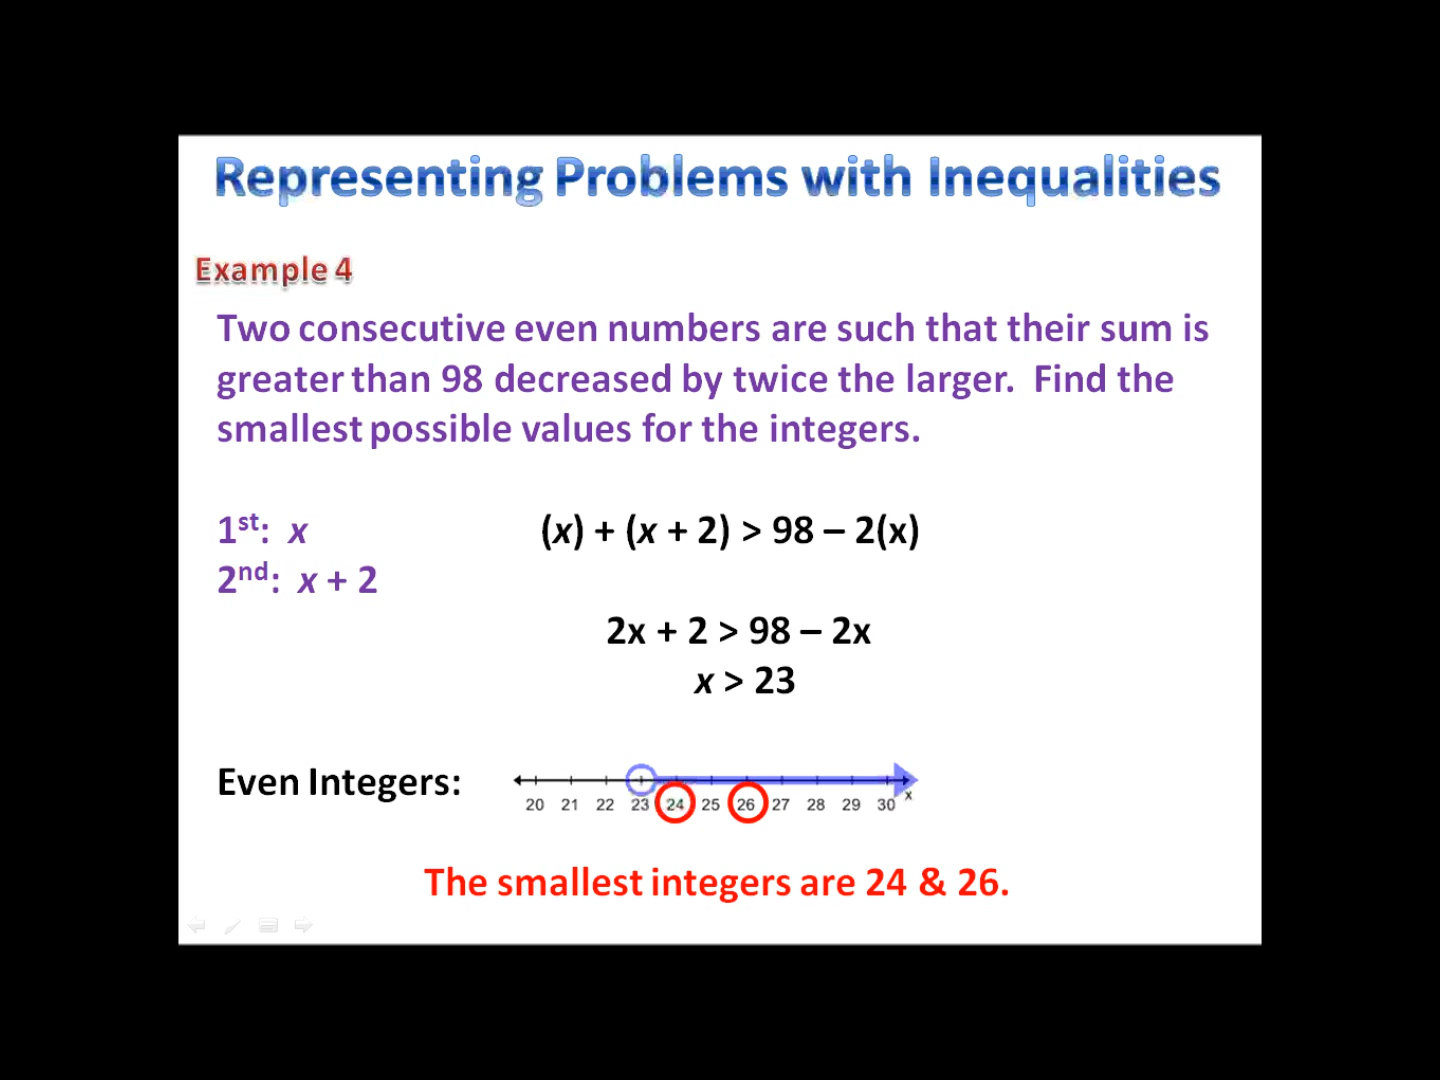 Representing Problems with Inequalities
Example 4
Two consecutive even numbers are such that their sum is
greater than 98 decreased by twice the larger. Find the
smallest possible values for the integers.
1st: x
(x) + (x + 2) > 98 – 2(x)
2nd: x + 2
2x + 2 > 98 – 2x
x > 23
Even Integers:
20 21 22 23 24 25 26 27 28 29 30 x
The smallest integers are 24 & 26.